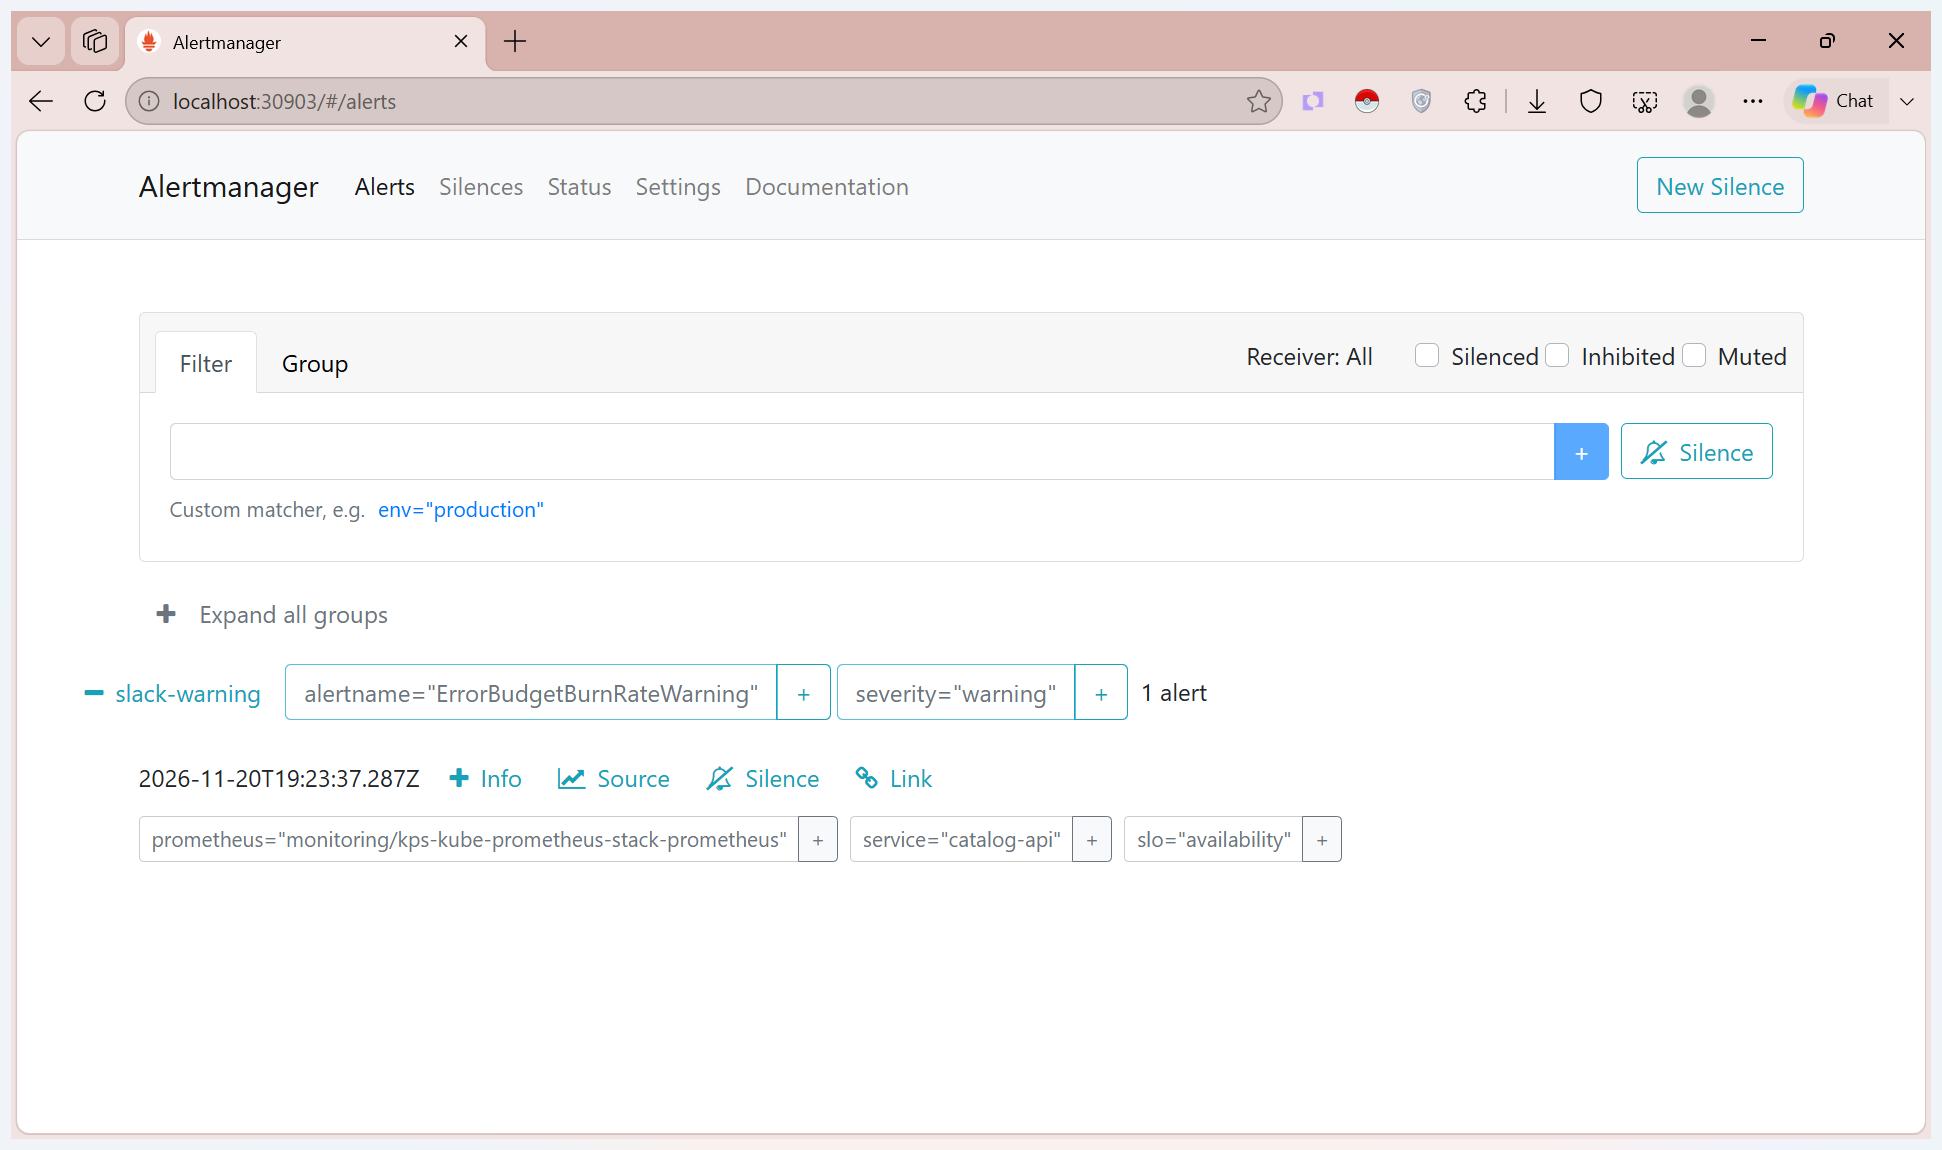 Alertmanager
localhost:30903/#/alerts
Chat
Alertmanager Alerts Silences Status Settings Documentation New Silence
Filter Group Receiver: All Silenced Inhibited Muted
+ Silence
Custom matcher, e.g. env="production"
+ Expand all groups
slack-warning alertname="ErrorBudgetBurnRateWarning" + severity="warning" + 1 alert
2026-11-20T19:23:37.287Z + Info Source Silence Link
prometheus="monitoring/kps-kube-prometheus-stack-prometheus" + service="catalog-api" + slo="availability" +